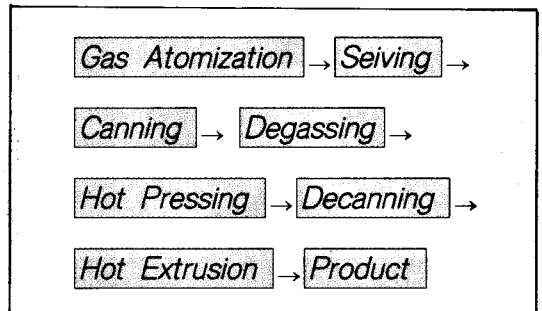 Gas Atomization → Seiving →
Canning → Degassing →
Hot Pressing → Decanning →
Hot Extrusion → Product